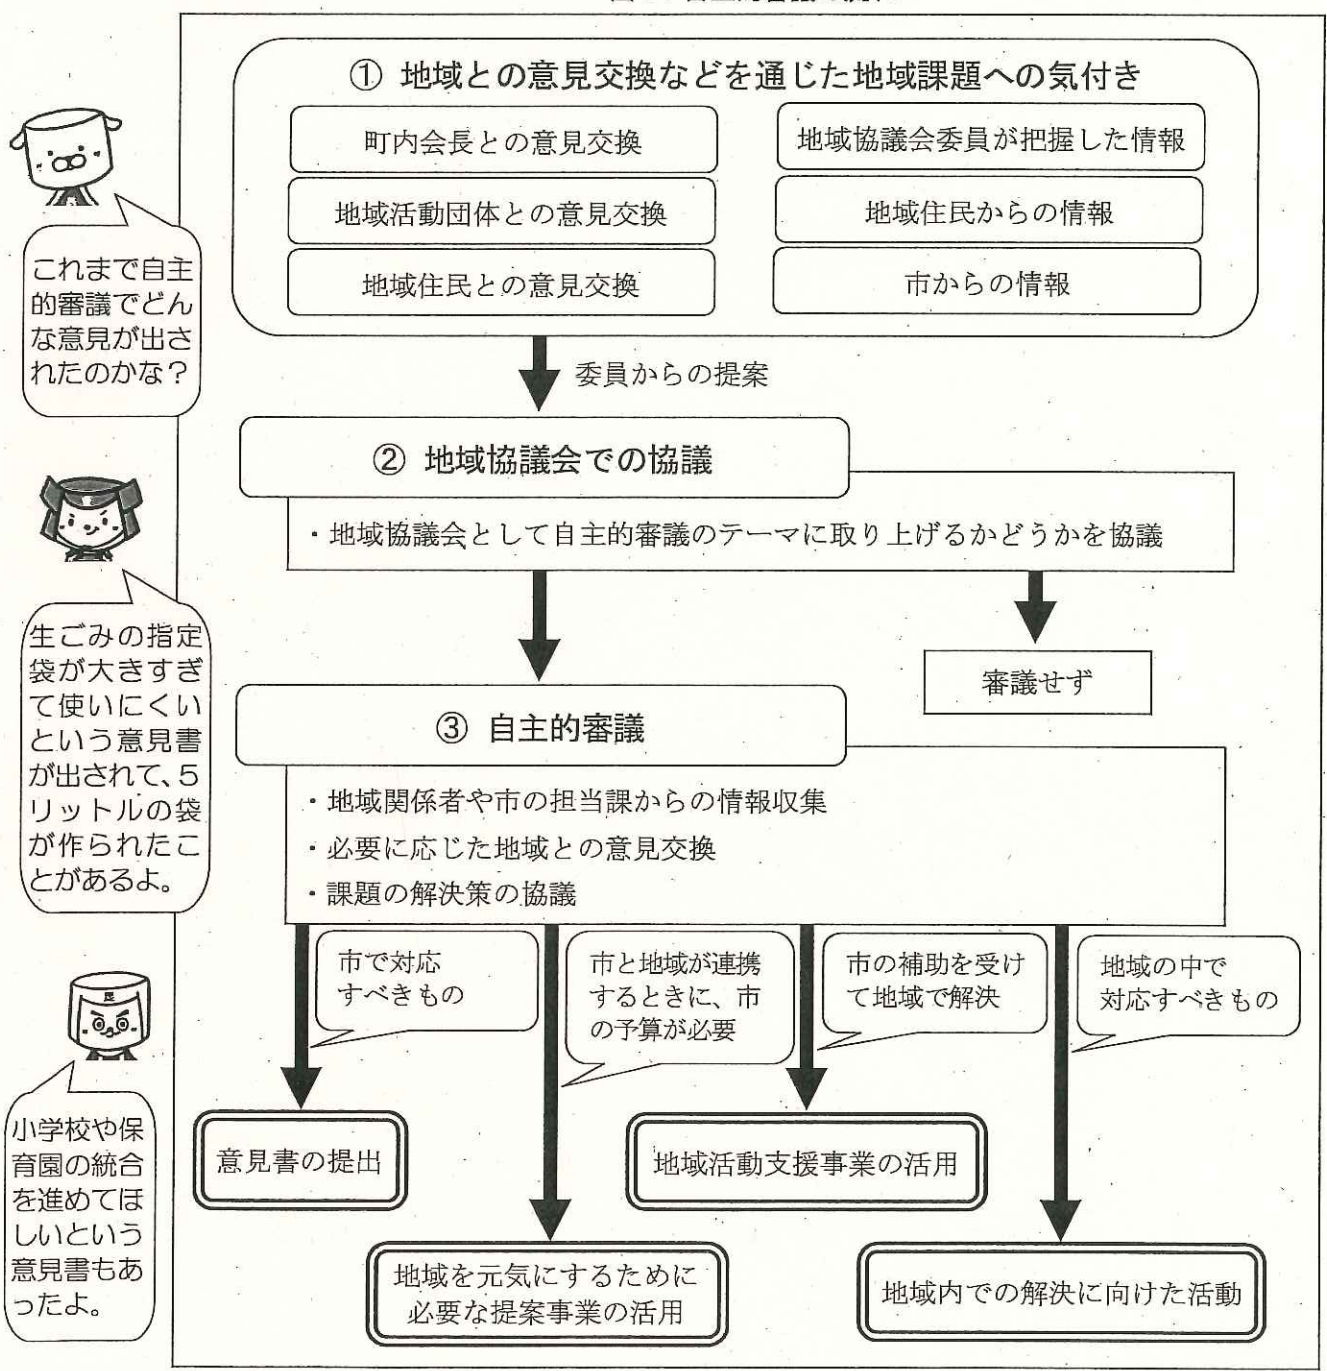 ① 地域との意見交換などを通じた地域課題への気付き
町内会長との意見交換
地域協議会委員が把握した情報
地域活動団体との意見交換
地域住民からの情報
地域住民との意見交換
市からの情報
これまで自主
的審議でどん
な意見が出さ
れたのかな？
委員からの提案
② 地域協議会での協議
・地域協議会として自主的審議のテーマに取り上げるかどうかを協議
審議せず
生ごみの指定
袋が大きすぎ
て使いにくい
という意見書
が出されて、５
リットルの袋
が作られたこ
とがあるよ。
③ 自主的審議
・地域関係者や市の担当課からの情報収集
・必要に応じた地域との意見交換
・課題の解決策の協議
市で対応
すべきもの
市と地域が連携
するときに、市
の予算が必要
市の補助を受け
て地域で解決
地域の中で
対応すべきもの
小学校や保
育園の統合
を進めてほ
しいという
意見書もあ
ったよ。
意見書の提出
地域活動支援事業の活用
地域を元気にするために
必要な提案事業の活用
地域内での解決に向けた活動